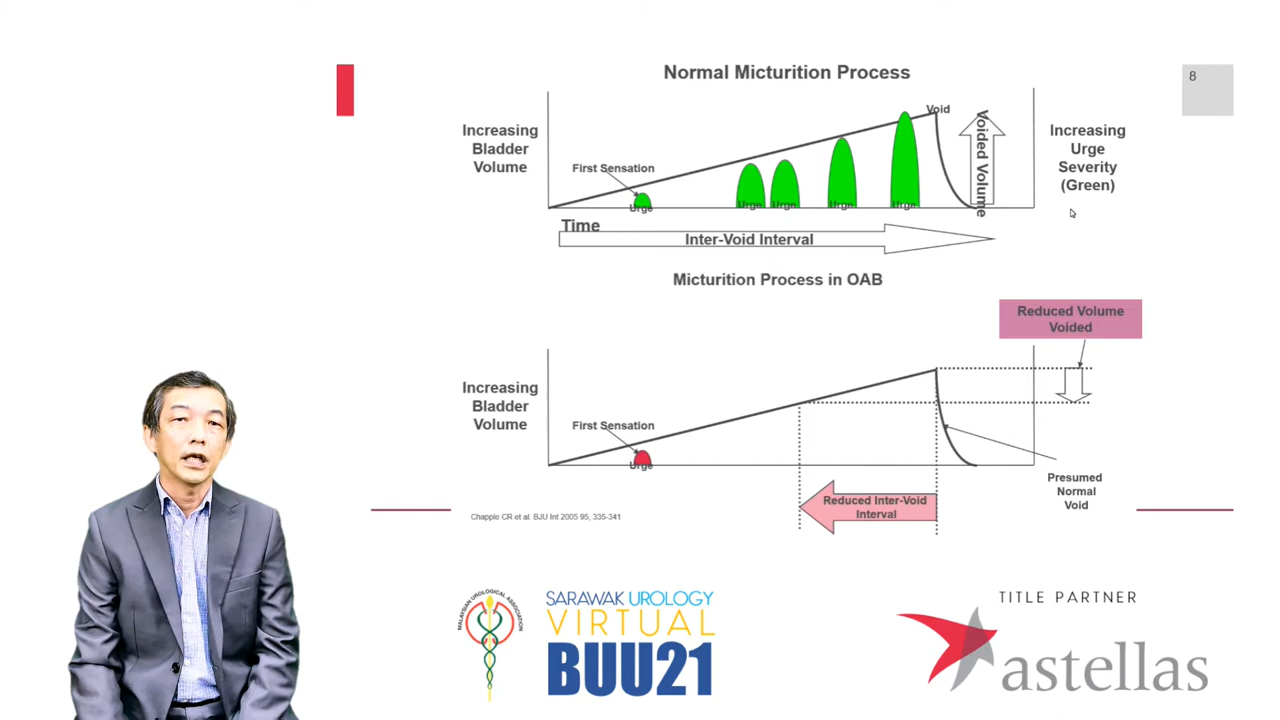 Normal Micturition Process
8
Increasing
Bladder
Volume
First Sensation
Urge
Urge
Urge
Urge
Urge
Void
Voided Volume
Increasing
Urge
Severity
(Green)
Time
Inter-Void Interval
Micturition Process in OAB
Reduced Volume
Voided
Increasing
Bladder
Volume
First Sensation
Urge
Reduced Inter-Void
Interval
Presumed
Normal
Void
Chapple CR et al. BJU Int 2005 95, 335-341
MALAYSIAN UROLOGICAL ASSOCIATION
SARAWAK UROLOGY
VIRTUAL
BUU21
TITLE PARTNER
astellas